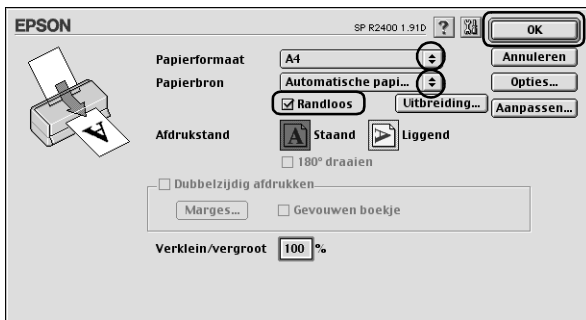 EPSON
SP R2400 1.91D
?
OK
Papierformaat
A4
Annuleren
Papierbron
Automatische papi...
Opties...
Randloos
Uitbreiding...
Aanpassen...
Afdrukstand
A
Staand
A
Liggend
180° draaien
Dubbelzijdig afdrukken
Marges...
Gevouwen boekje
Verklein/vergroot
100 %
A